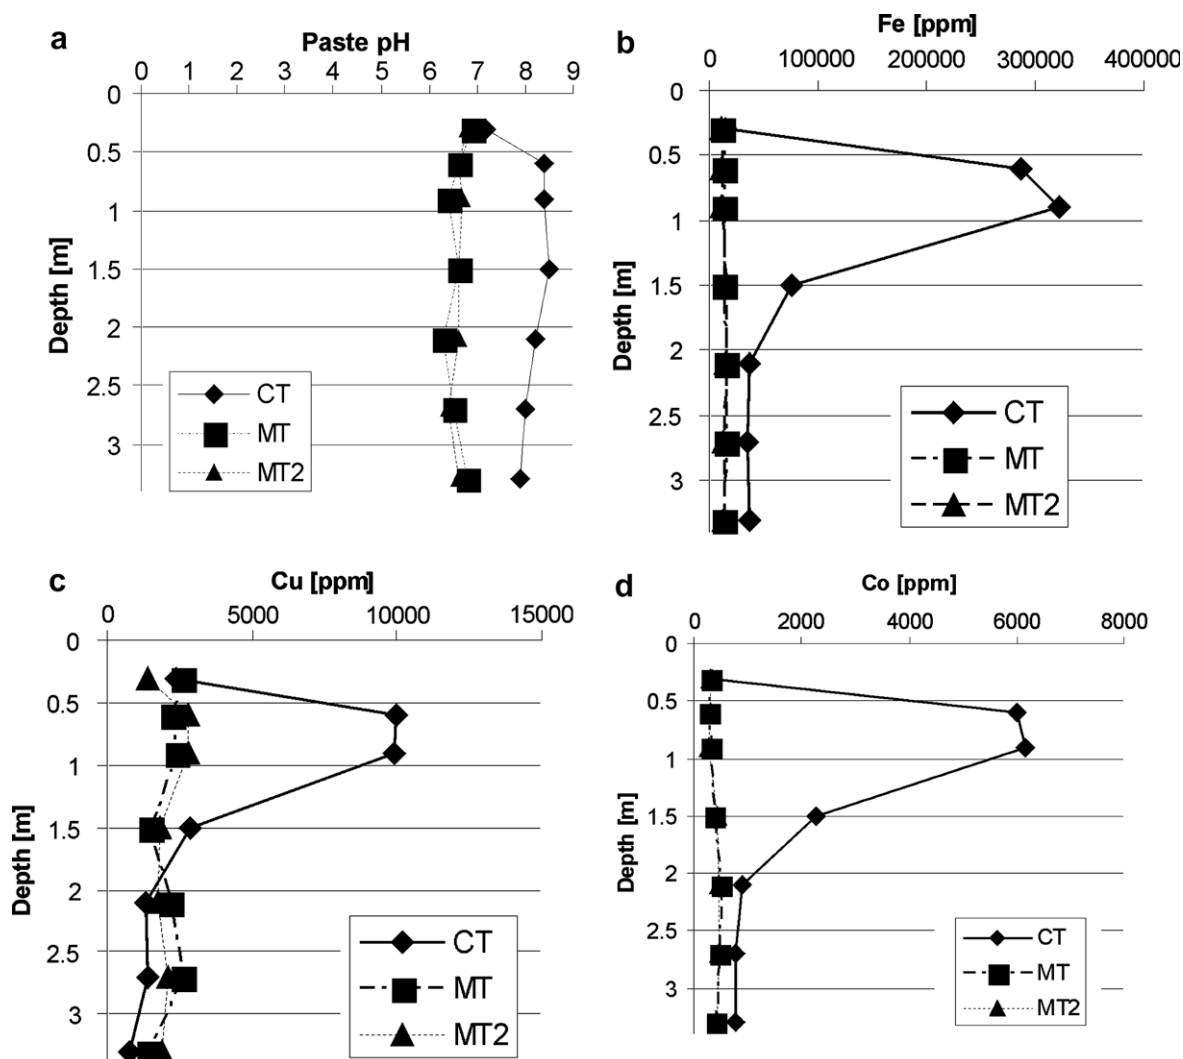 a
Paste pH
0 1 2 3 4 5 6 7 8 9
Depth [m]
0
0.5
1
1.5
2
2.5
3
CT
MT
MT2
b
Fe [ppm]
0 100000 200000 300000 400000
Depth [m]
0
0.5
1
1.5
2
2.5
3
CT
MT
MT2
c
Cu [ppm]
0 5000 10000 15000
Depth [m]
0
0.5
1
1.5
2
2.5
3
CT
MT
MT2
d
Co [ppm]
0 2000 4000 6000 8000
Depth [m]
0
0.5
1
1.5
2
2.5
3
CT
MT
MT2